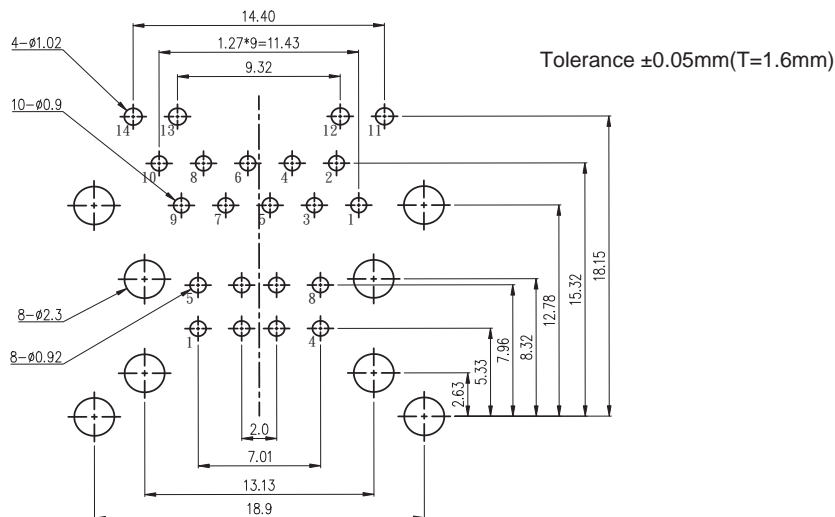 14.40
4-ø1.02
1.27*9=11.43
Tolerance ±0.05mm(T=1.6mm)
9.32
10-ø0.9
14 13 12 11
10 8 6 4 2
9 7 5 3 1
18.15
15.32
12.78
8.32
7.96
5.33
2.63
5 8
8-ø2.3
1 4
8-ø0.92
2.0
7.01
13.13
18.9